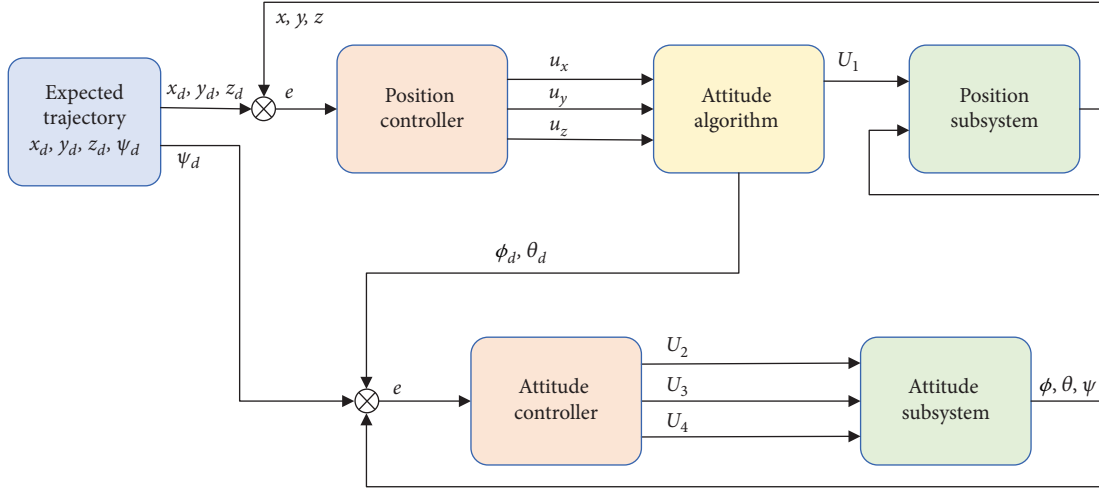 x, y, z
Expected
trajectory
x_d, y_d, z_d, ψ_d
x_d, y_d, z_d
ψ_d
e
Position
controller
u_x
u_y
u_z
Attitude
algorithm
U_1
Position
subsystem
ϕ_d, θ_d
e
Attitude
controller
U_2
U_3
U_4
Attitude
subsystem
ϕ, θ, ψ